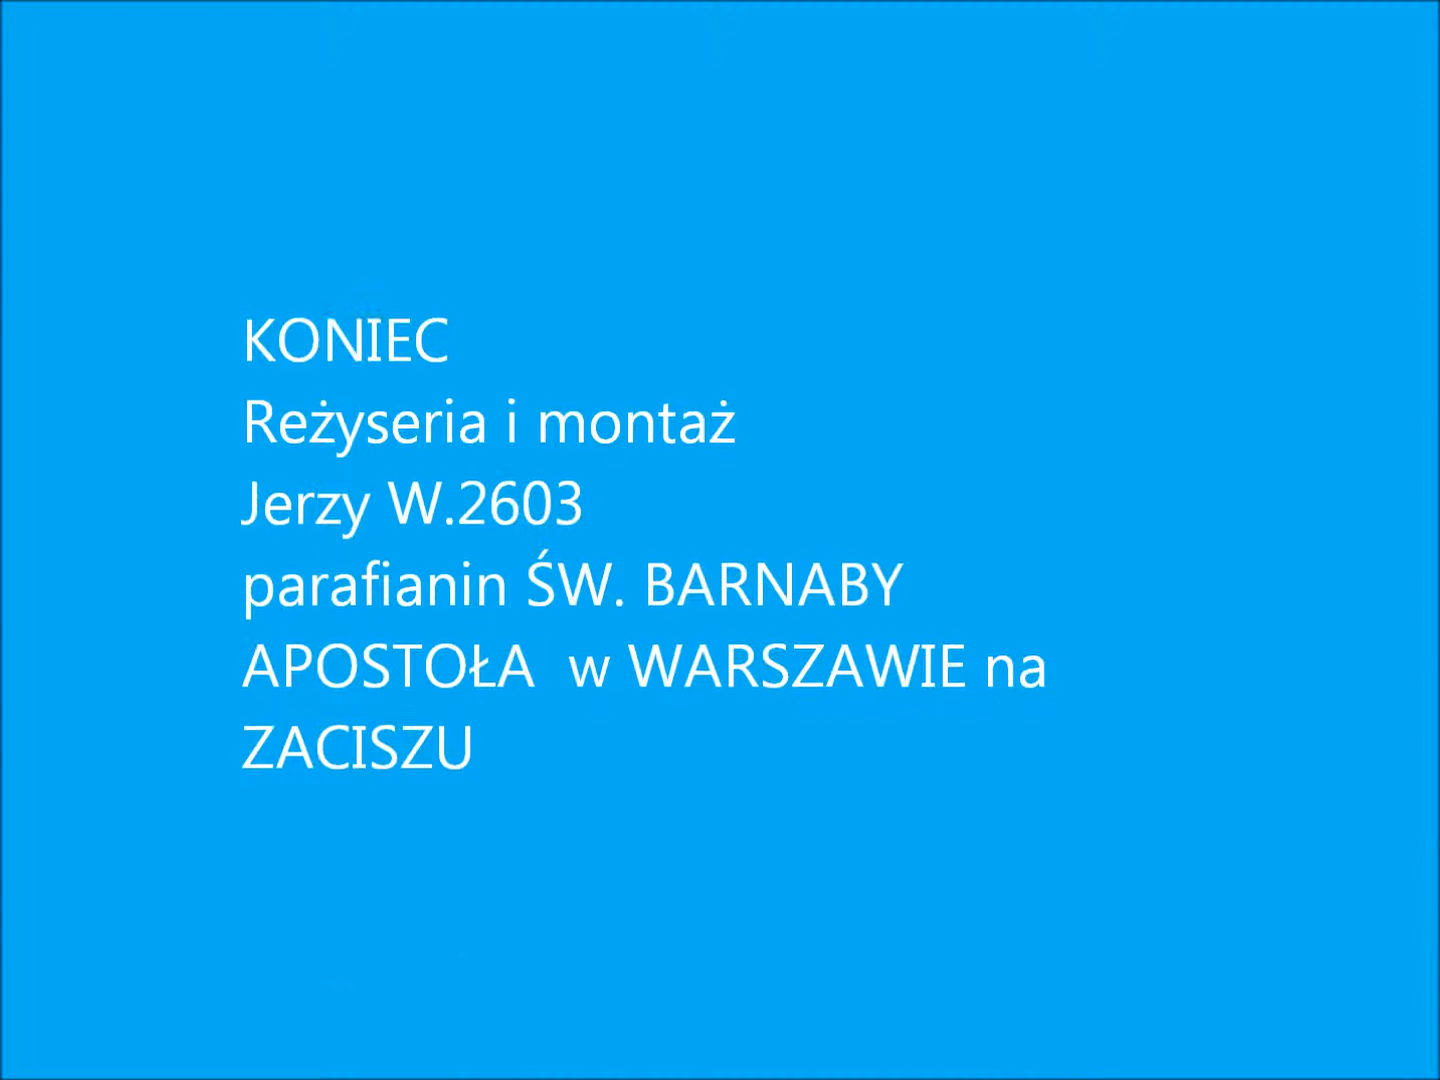 KONIEC
Reżyseria i montaż
Jerzy W.2603
parafianin ŚW. BARNABY
APOSTOŁA  w WARSZAWIE na
ZACISZU